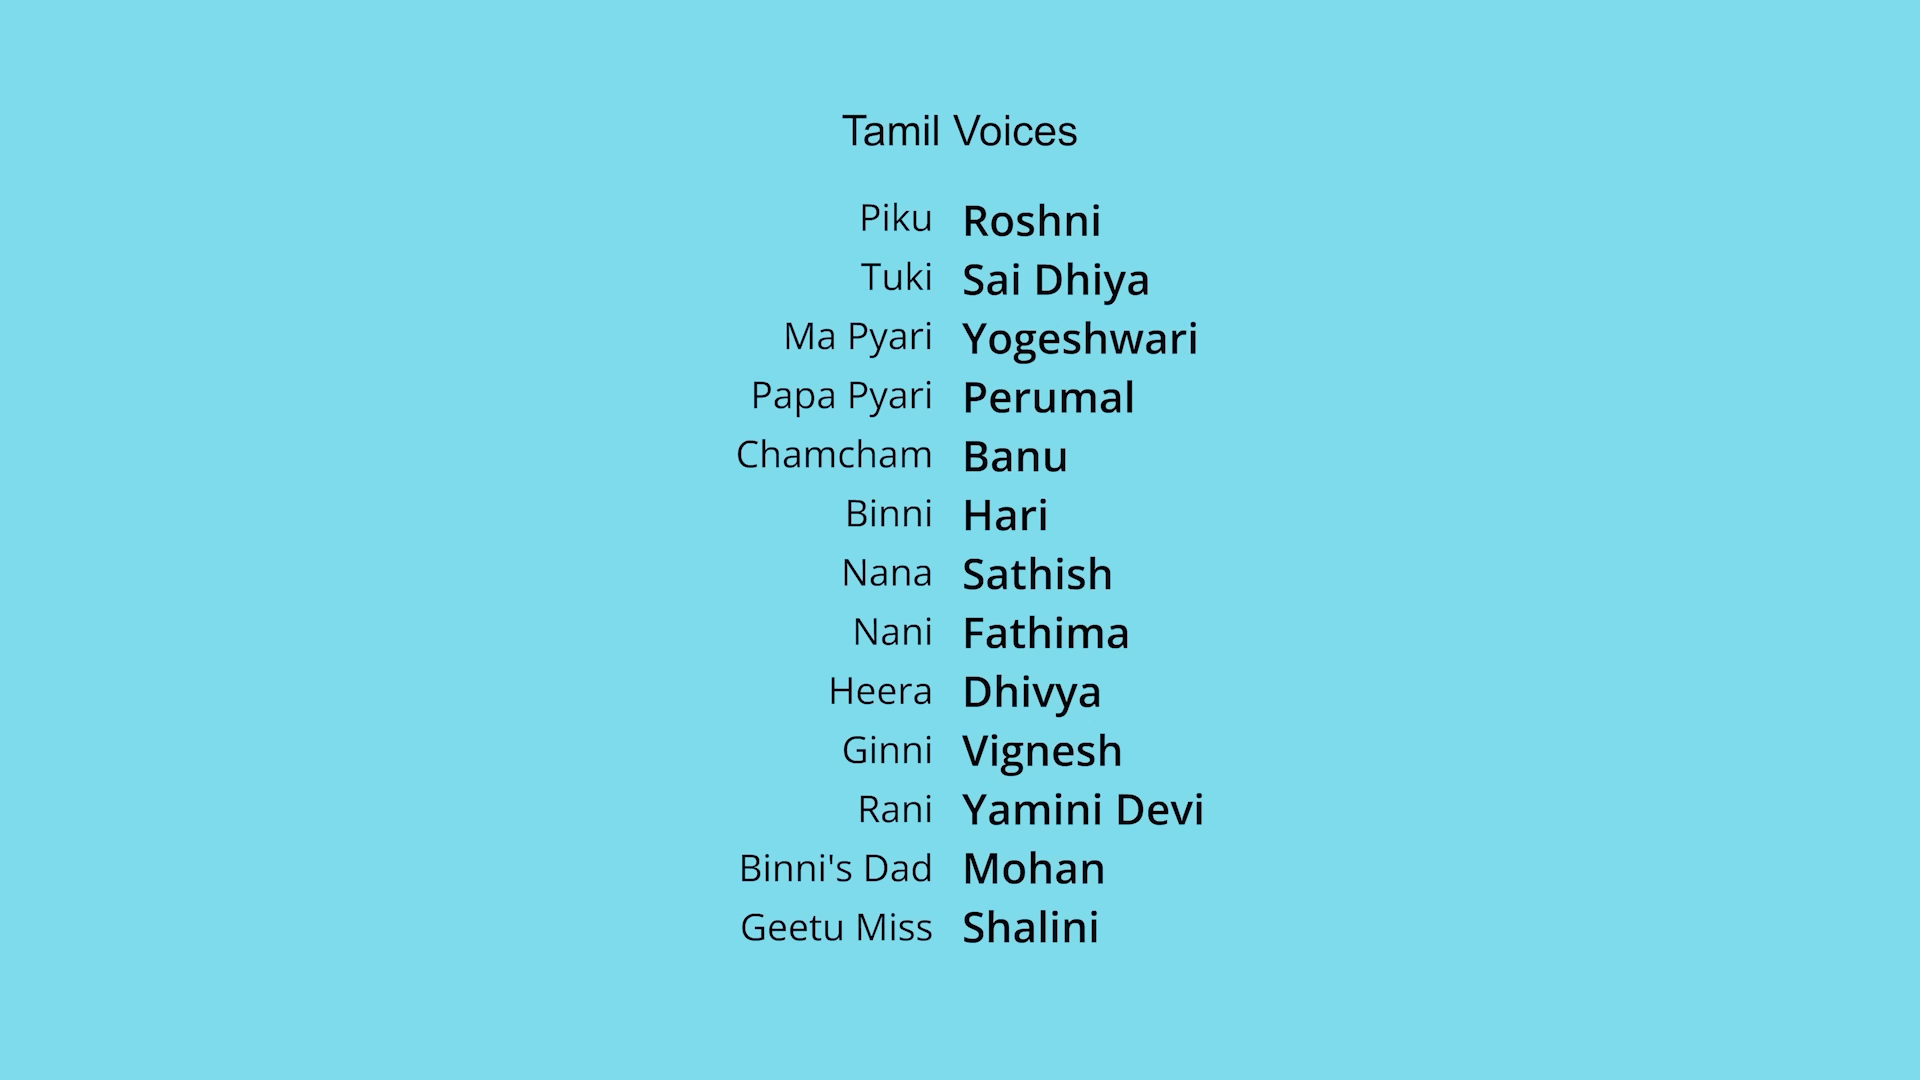 Tamil Voices
Piku Roshni
Tuki Sai Dhiya
Ma Pyari Yogeshwari
Papa Pyari Perumal
Chamcham Banu
Binni Hari
Nana Sathish
Nani Fathima
Heera Dhivya
Ginni Vignesh
Rani Yamini Devi
Binni's Dad Mohan
Geetu Miss Shalini